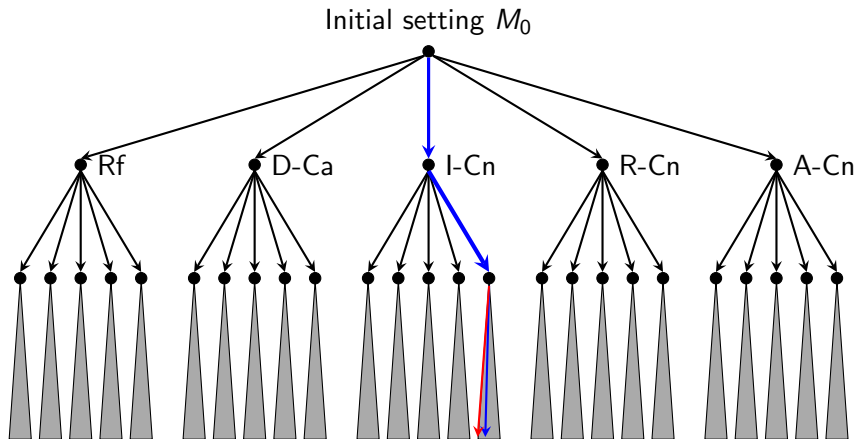 Initial setting M₀
Rf D-Ca I-Cn R-Cn A-Cn